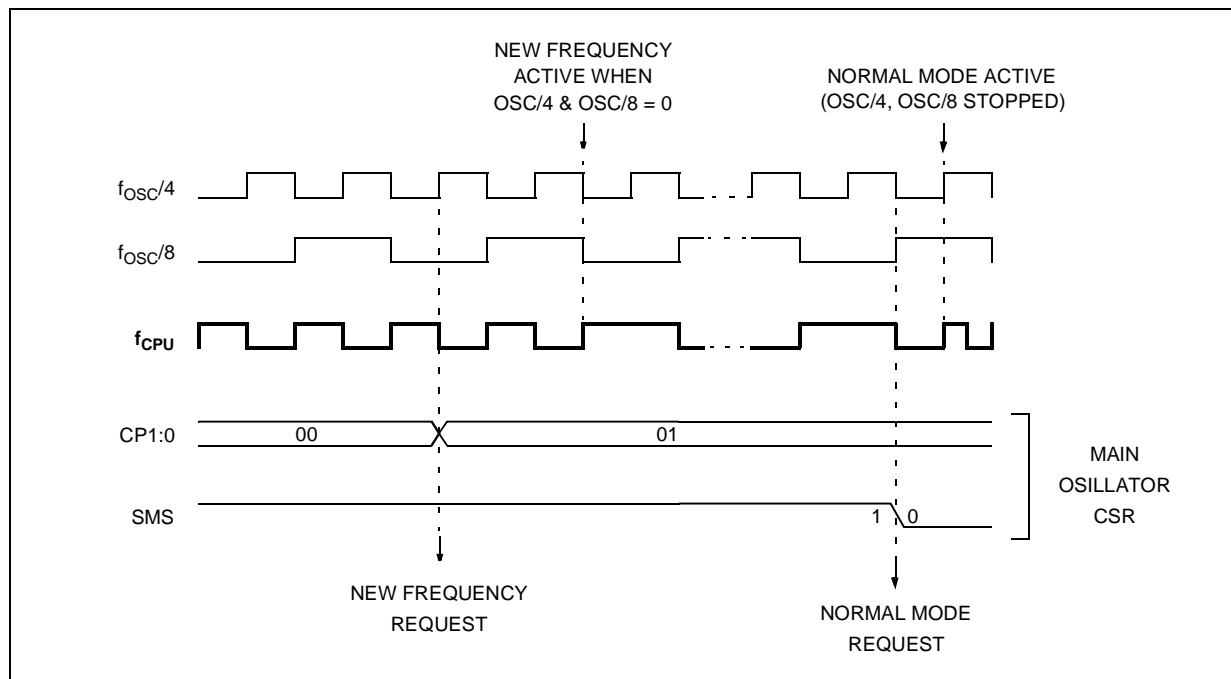 NEW FREQUENCY
ACTIVE WHEN
OSC/4 & OSC/8 = 0
NORMAL MODE ACTIVE
(OSC/4, OSC/8 STOPPED)
fOSC/4
fOSC/8
fCPU
CP1:0
00
01
SMS
1
0
MAIN
OSILLATOR
CSR
NEW FREQUENCY
REQUEST
NORMAL MODE
REQUEST